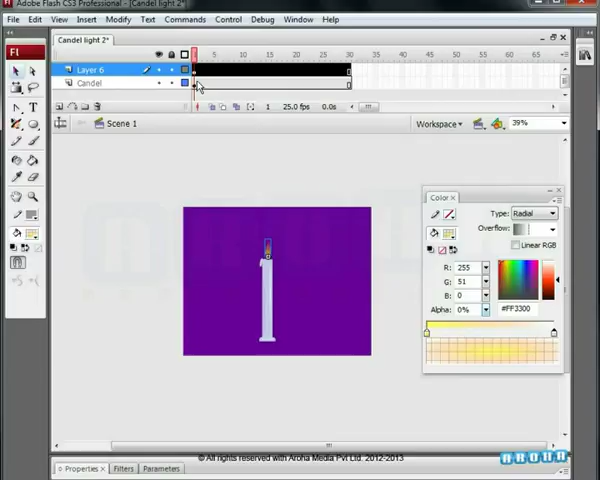 Adobe Flash CS3 Professional - [Candel light 2*]
File Edit View Insert Modify Text Commands Control Debug Window Help
Candel light 2*
5 10 15 20 25 30 35 40 45 50 55 60 65
Layer 6
Candel
1 25.0 fps 0.0s
Scene 1
Workspace
39%
Fl
Color
Type: Radial
Overflow:
Linear RGB
R: 255
G: 51
B: 0
Alpha: 0%
#FF3300
© All rights reserved with Aroha Media Pvt Ltd. 2012-2013
AROHA
Properties Filters Parameters